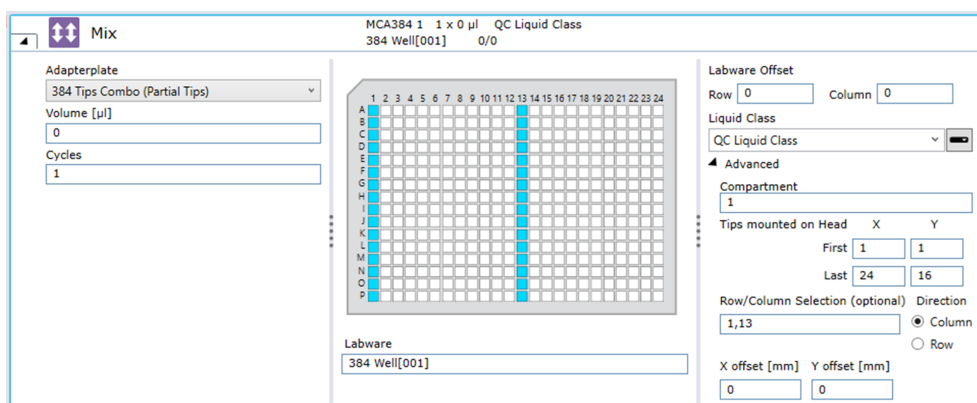 Mix
MCA384 1 1 x 0 µl QC Liquid Class
384 Well[001] 0/0
Adapterplate
384 Tips Combo (Partial Tips)
Volume [µl]
0
Cycles
1
1 2 3 4 5 6 7 8 9 10 11 12 13 14 15 16 17 18 19 20 21 22 23 24
A
B
C
D
E
F
G
H
I
J
K
L
M
N
O
P
Labware
384 Well[001]
Labware Offset
Row 0 Column 0
Liquid Class
QC Liquid Class
Advanced
Compartment
1
Tips mounted on Head X Y
First 1 1
Last 24 16
Row/Column Selection (optional) Direction
1,13 Column
Row
X offset [mm] Y offset [mm]
0 0